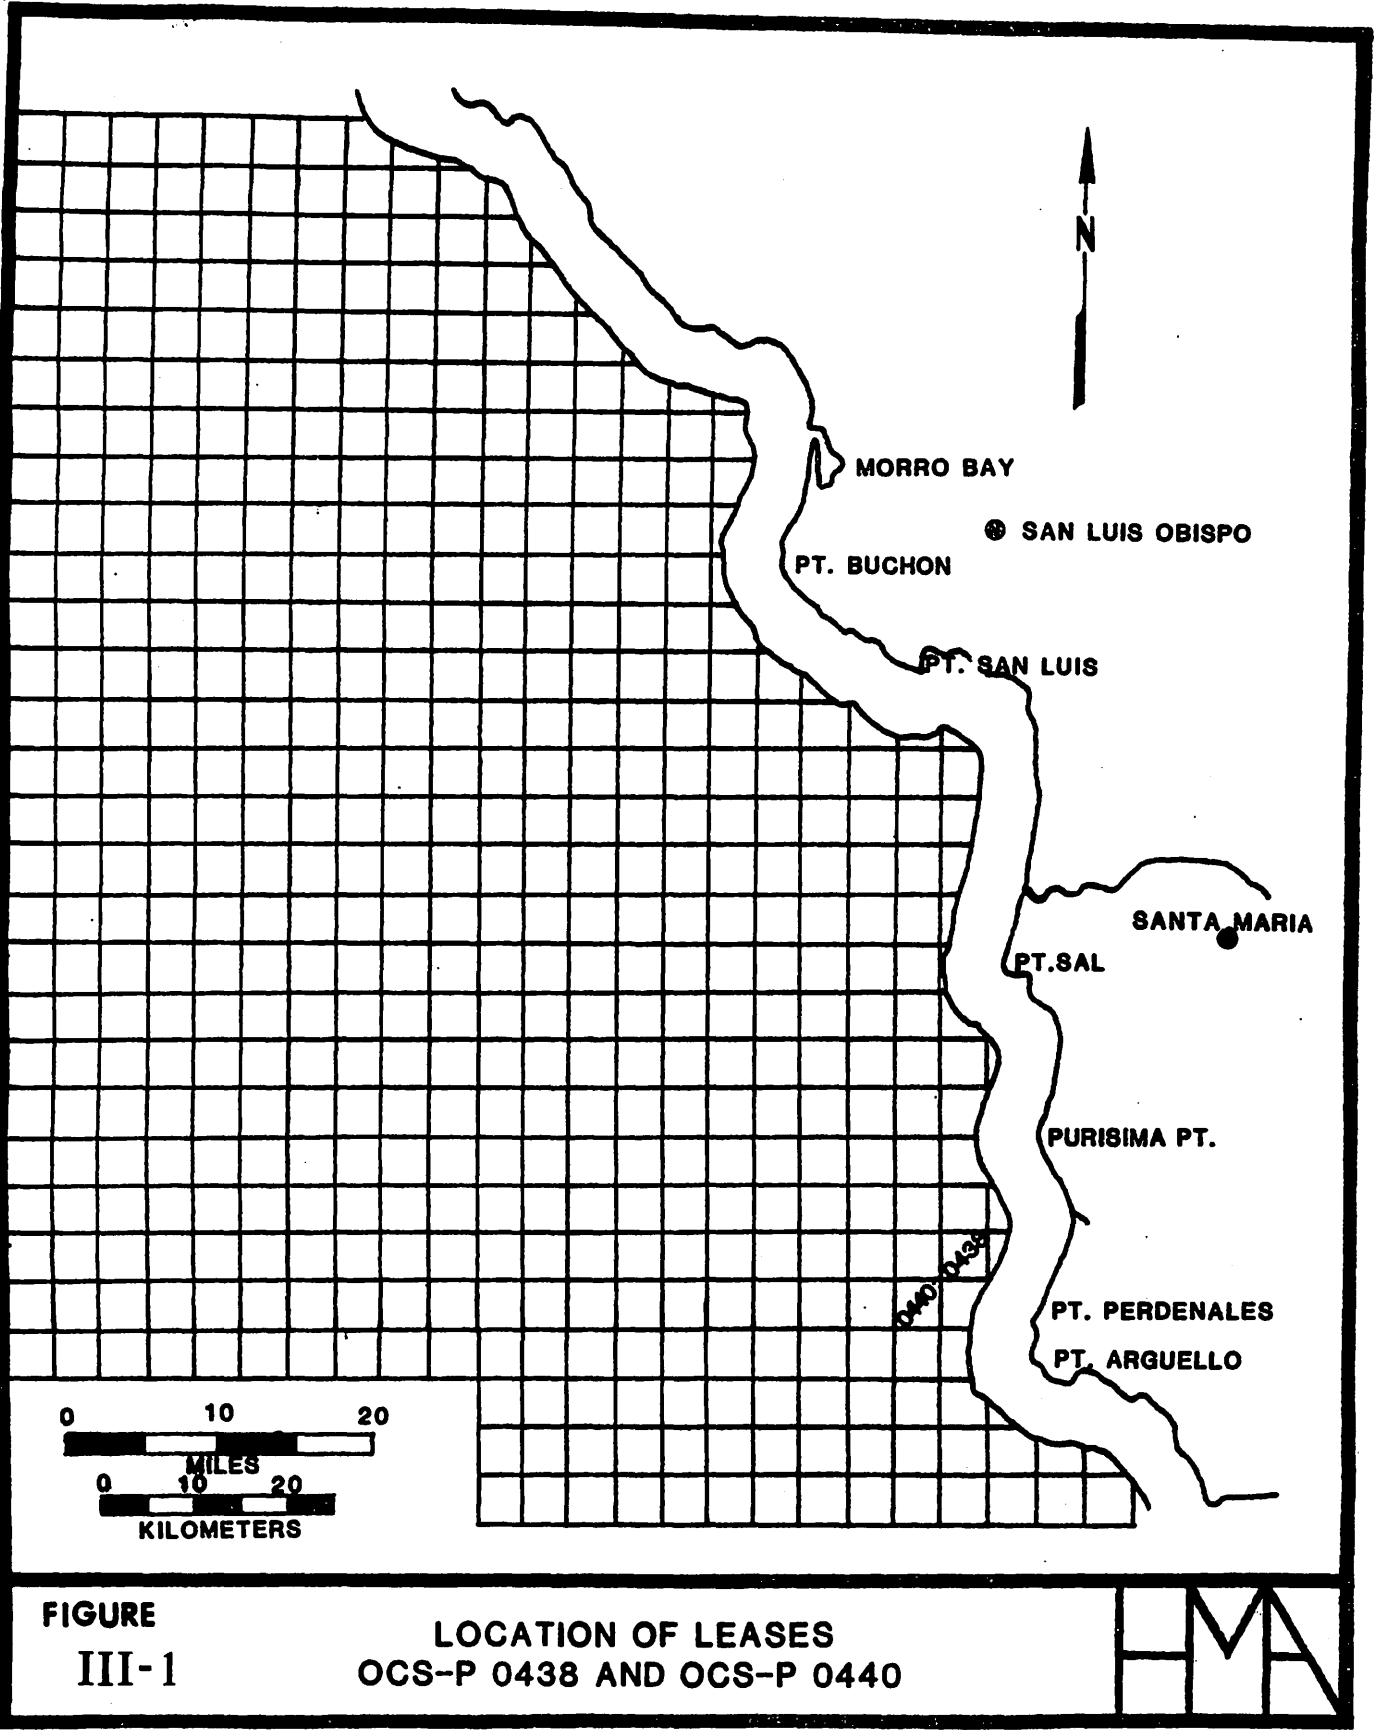 N
MORRO BAY
SAN LUIS OBISPO
PT. BUCHON
PT. SAN LUIS
SANTA MARIA
PT.SAL
PURISIMA PT.
0438
0440
PT. PERDENALES
PT. ARGUELLO
0 10 20
MILES
0 10 20
KILOMETERS
FIGURE
III-1
LOCATION OF LEASES
OCS-P 0438 AND OCS-P 0440
HMA